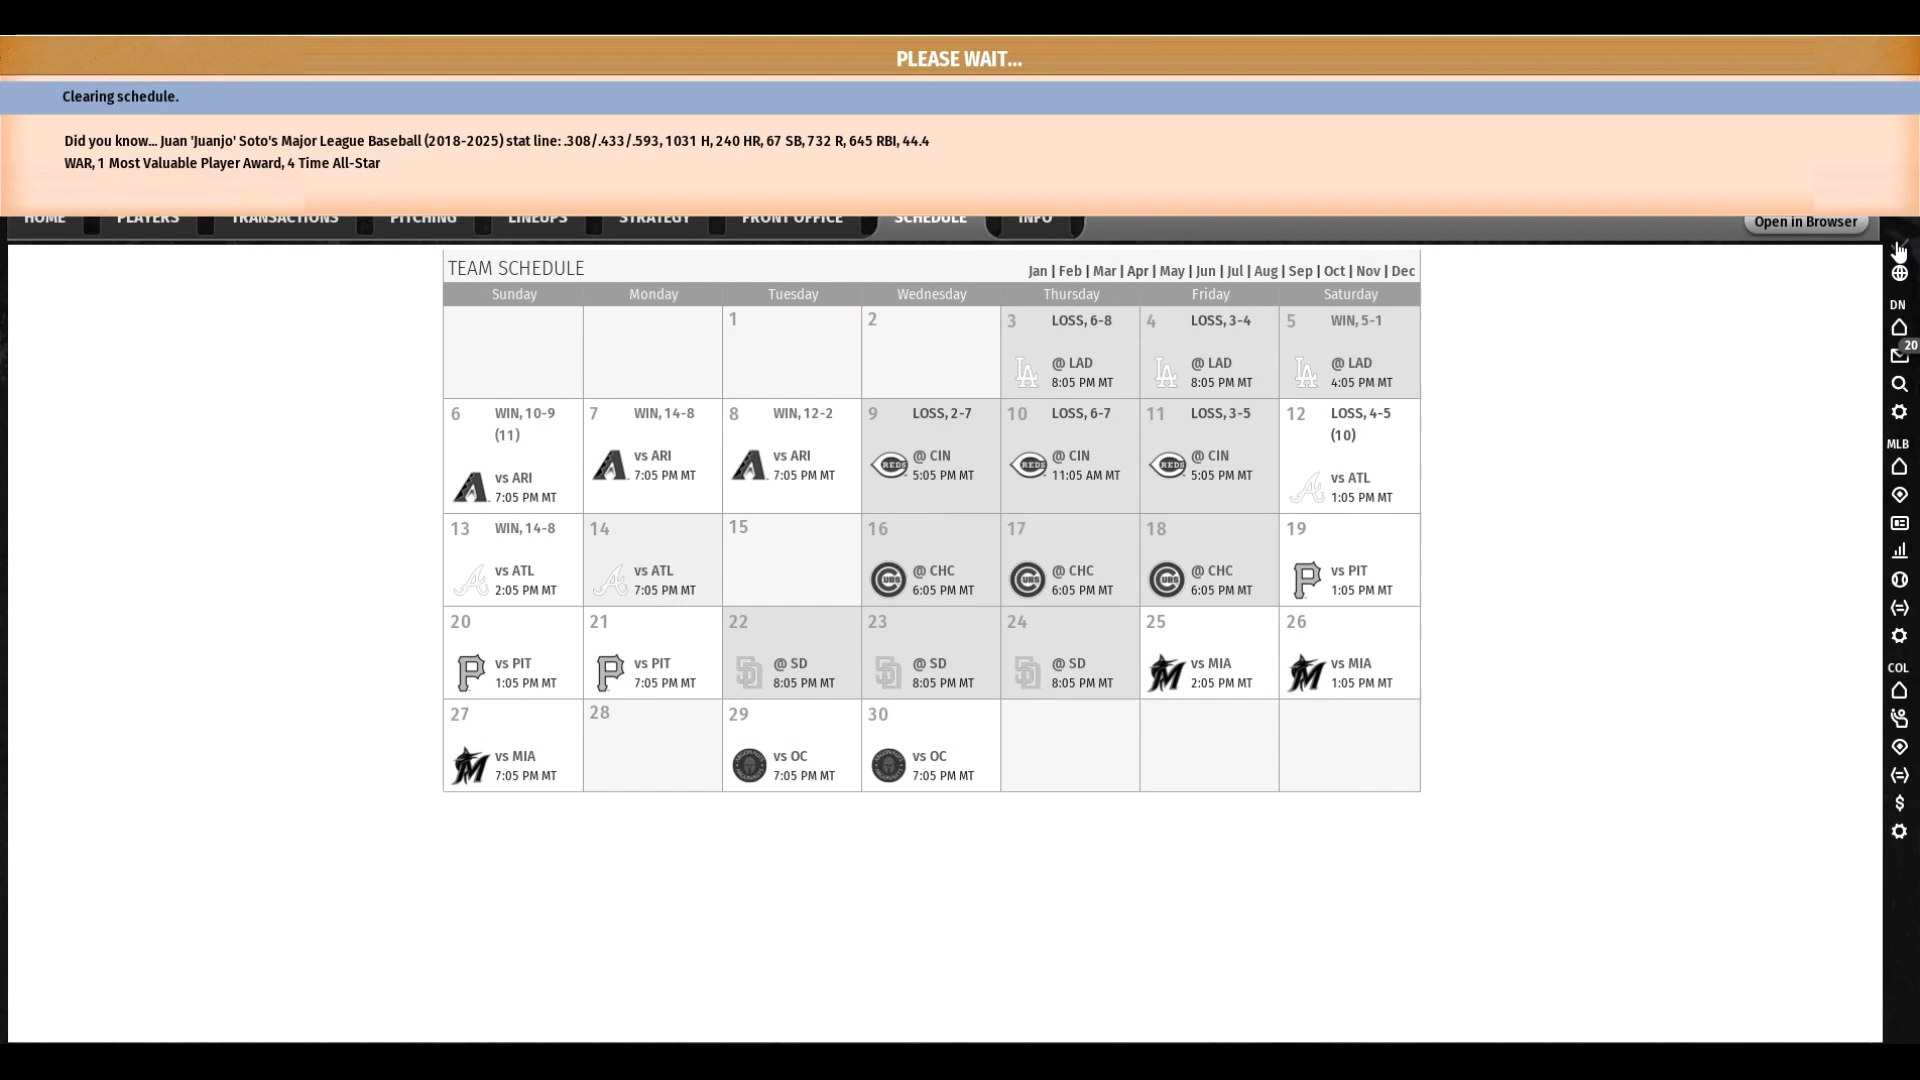 PLEASE WAIT...
Clearing schedule.
Did you know... Juan 'Juanjo' Soto's Major League Baseball (2018-2025) stat line: .308/.433/.593, 1031 H, 240 HR, 67 SB, 732 R, 645 RBI, 44.4
WAR, 1 Most Valuable Player Award, 4 Time All-Star
HOME PLAYERS TRANSACTIONS PITCHING LINEUPS STRATEGY FRONT OFFICE SCHEDULE INFO Open in Browser
TEAM SCHEDULE Jan | Feb | Mar | Apr | May | Jun | Jul | Aug | Sep | Oct | Nov | Dec
Sunday Monday Tuesday Wednesday Thursday Friday Saturday
1 2 3 LOSS, 6-8 4 LOSS, 3-4 5 WIN, 5-1
LA @ LAD LA @ LAD LA @ LAD
8:05 PM MT 8:05 PM MT 4:05 PM MT
6 WIN, 10-9 7 WIN, 14-8 8 WIN, 12-2 9 LOSS, 2-7 10 LOSS, 6-7 11 LOSS, 3-5 12 LOSS, 4-5
(11) (10)
vs ARI vs ARI REDS @ CIN REDS @ CIN REDS @ CIN
7:05 PM MT 7:05 PM MT 5:05 PM MT 11:05 AM MT 5:05 PM MT
A vs ARI A A A vs ATL
7:05 PM MT 1:05 PM MT
13 WIN, 14-8 14 15 16 17 18 19
A vs ATL A vs ATL CUBS @ CHC CUBS @ CHC CUBS @ CHC P vs PIT
2:05 PM MT 7:05 PM MT 6:05 PM MT 6:05 PM MT 6:05 PM MT 1:05 PM MT
20 21 22 23 24 25 26
P vs PIT P vs PIT SD @ SD SD @ SD SD @ SD M vs MIA M vs MIA
1:05 PM MT 7:05 PM MT 8:05 PM MT 8:05 PM MT 8:05 PM MT 2:05 PM MT 1:05 PM MT
27 28 29 30
M vs MIA vs OC vs OC
7:05 PM MT 7:05 PM MT 7:05 PM MT
DN
20
MLB
COL
$